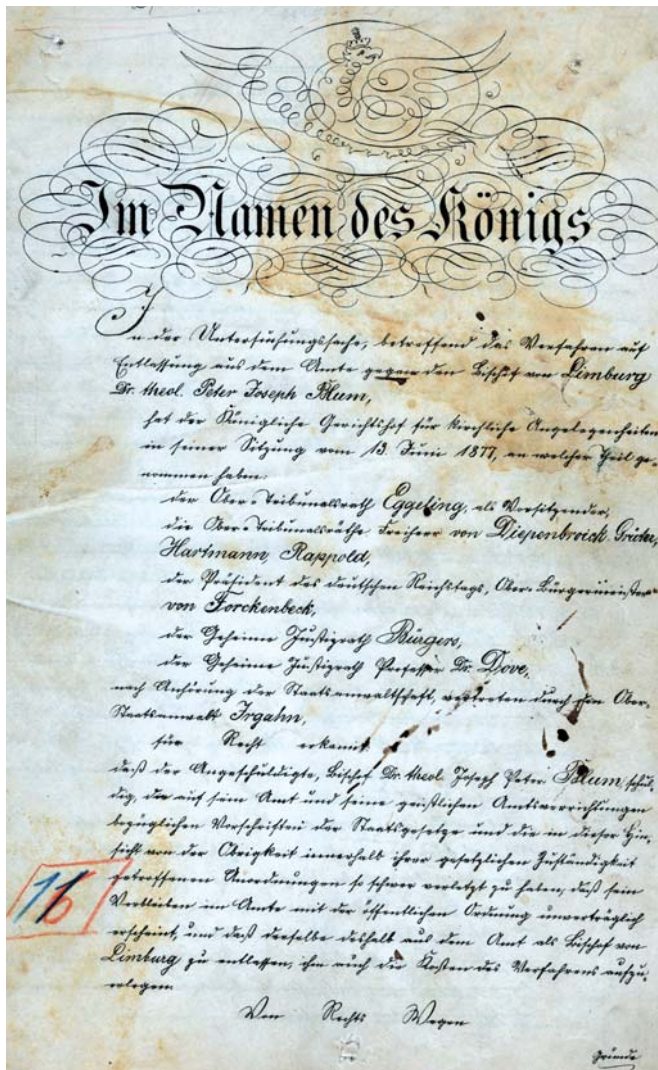 Im Namen des Königs
In der Untersuchungssache, betreffend das Verfahren auf
Entlassung aus dem Amte gegen den Bischof von Limburg
Dr. theol. Peter Joseph Blum,
hat der Königliche Gerichtshof für kirchliche Angelegenheiten
in seiner Sitzung vom 13. Juni 1877, an welcher Theil ge-
nommen haben:
der Ober-Tribunalsrath Eggeling, als Vorsitzender,
die Ober-Tribunalsräthe Freiherr von Diepenbroick-Grüter,
Hartmann, Rappold,
der Präsident des deutschen Reichstags, Ober-Bürgermeister
von Forckenbeck,
der Geheime Justizrath Bürgers,
der Geheime Justizrath Professor Dr. Dove,
nach Anhörung der Staatsanwaltschaft, vertreten durch den Ober-
Staatsanwalt Irgahn,
für Recht erkannt:
daß der Angeschuldigte, Bischof Dr. theol. Joseph Peter Blum schul-
dig, die auf sein Amt und seine geistlichen Amtsverrichtungen
bezüglichen Vorschriften der Staatsgesetze und die in dieser Hin-
sicht von der Obrigkeit innerhalb ihrer gesetzlichen Zuständigkeit
getroffenen Anordnungen so schwer verletzt zu haben, daß sein
Verbleiben im Amte mit der öffentlichen Ordnung unverträglich
erscheint, und daß derselbe deshalb aus dem Amt als Bischof von
Limburg zu entlassen, ihm auch die Kosten des Verfahrens aufzu-
erlegen.
Von Rechts Wegen
Gründe